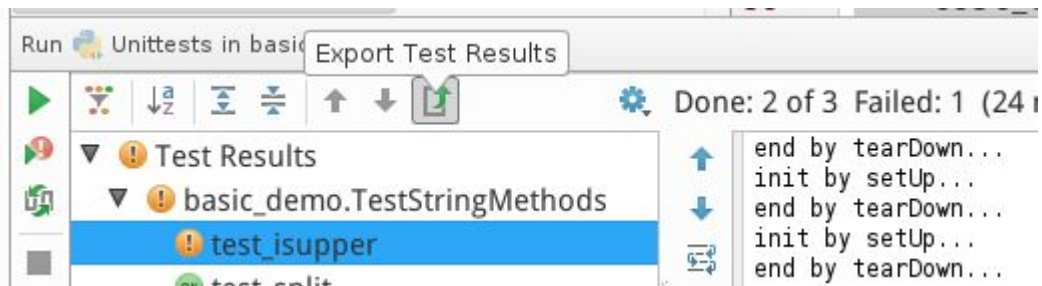 Run Unittests in basic
Export Test Results
Done: 2 of 3 Failed: 1 (24
Test Results
basic_demo.TestStringMethods
test_isupper
test_split
end by tearDown...
init by setUp...
end by tearDown...
init by setUp...
end by tearDown...